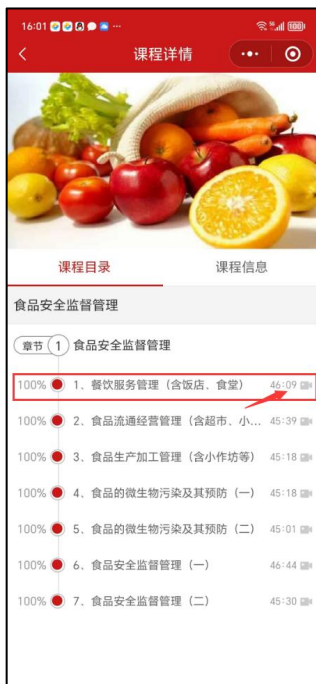 16:01
课程详情
课程目录
课程信息
食品安全监督管理
章节 1 食品安全监督管理
100% 1、餐饮服务管理（含饭店、食堂） 46:09
100% 2、食品流通经营管理（含超市、小... 45:39
100% 3、食品生产加工管理（含小作坊等） 45:18
100% 4、食品的微生物污染及其预防（一） 45:18
100% 5、食品的微生物污染及其预防（二） 45:01
100% 6、食品安全监督管理（一） 46:44
100% 7、食品安全监督管理（二） 45:30